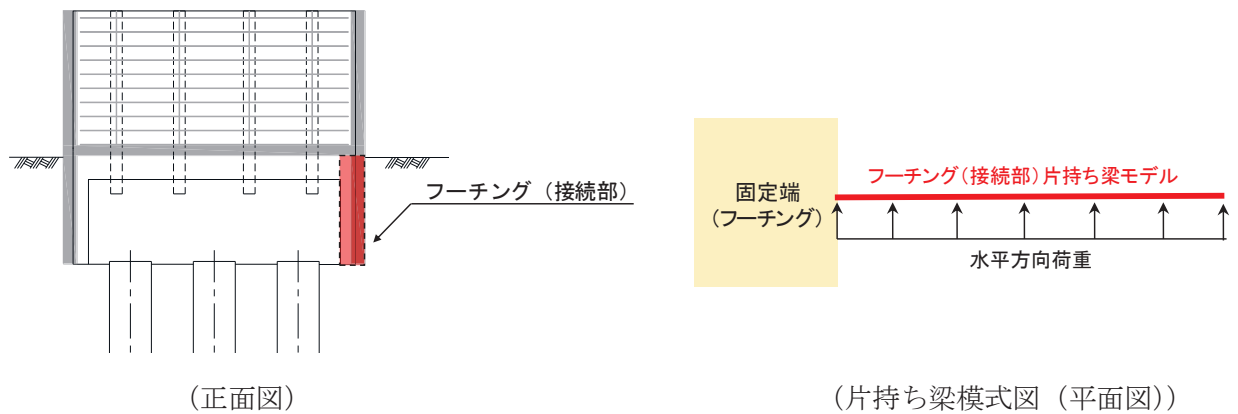 フーチング（接続部）
（正面図）
固定端
（フーチング）
フーチング（接続部）片持ち梁モデル
水平方向荷重
（片持ち梁模式図（平面図））